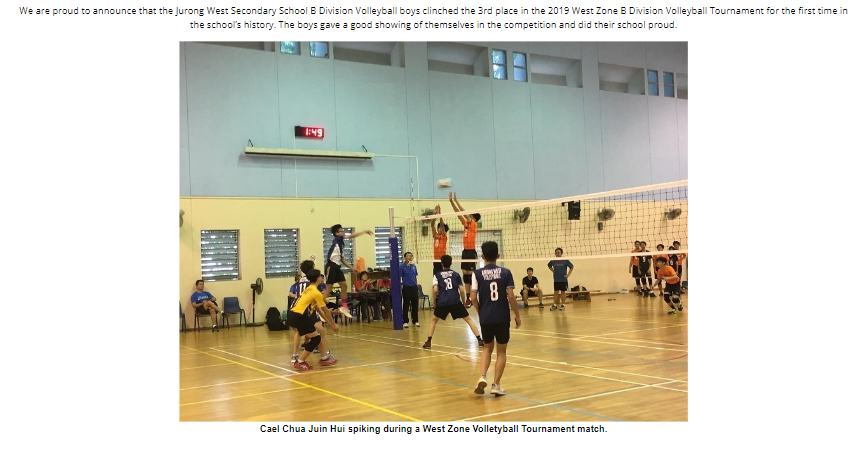 We are proud to announce that the Jurong West Secondary School B Division Volleyball boys clinched the 3rd place in the 2019 West Zone B Division Volleyball Tournament for the first time in
the school's history. The boys gave a good showing of themselves in the competition and did their school proud.
1:49
11
18
8
Cael Chua Juin Hui spiking during a West Zone Volletyball Tournament match.